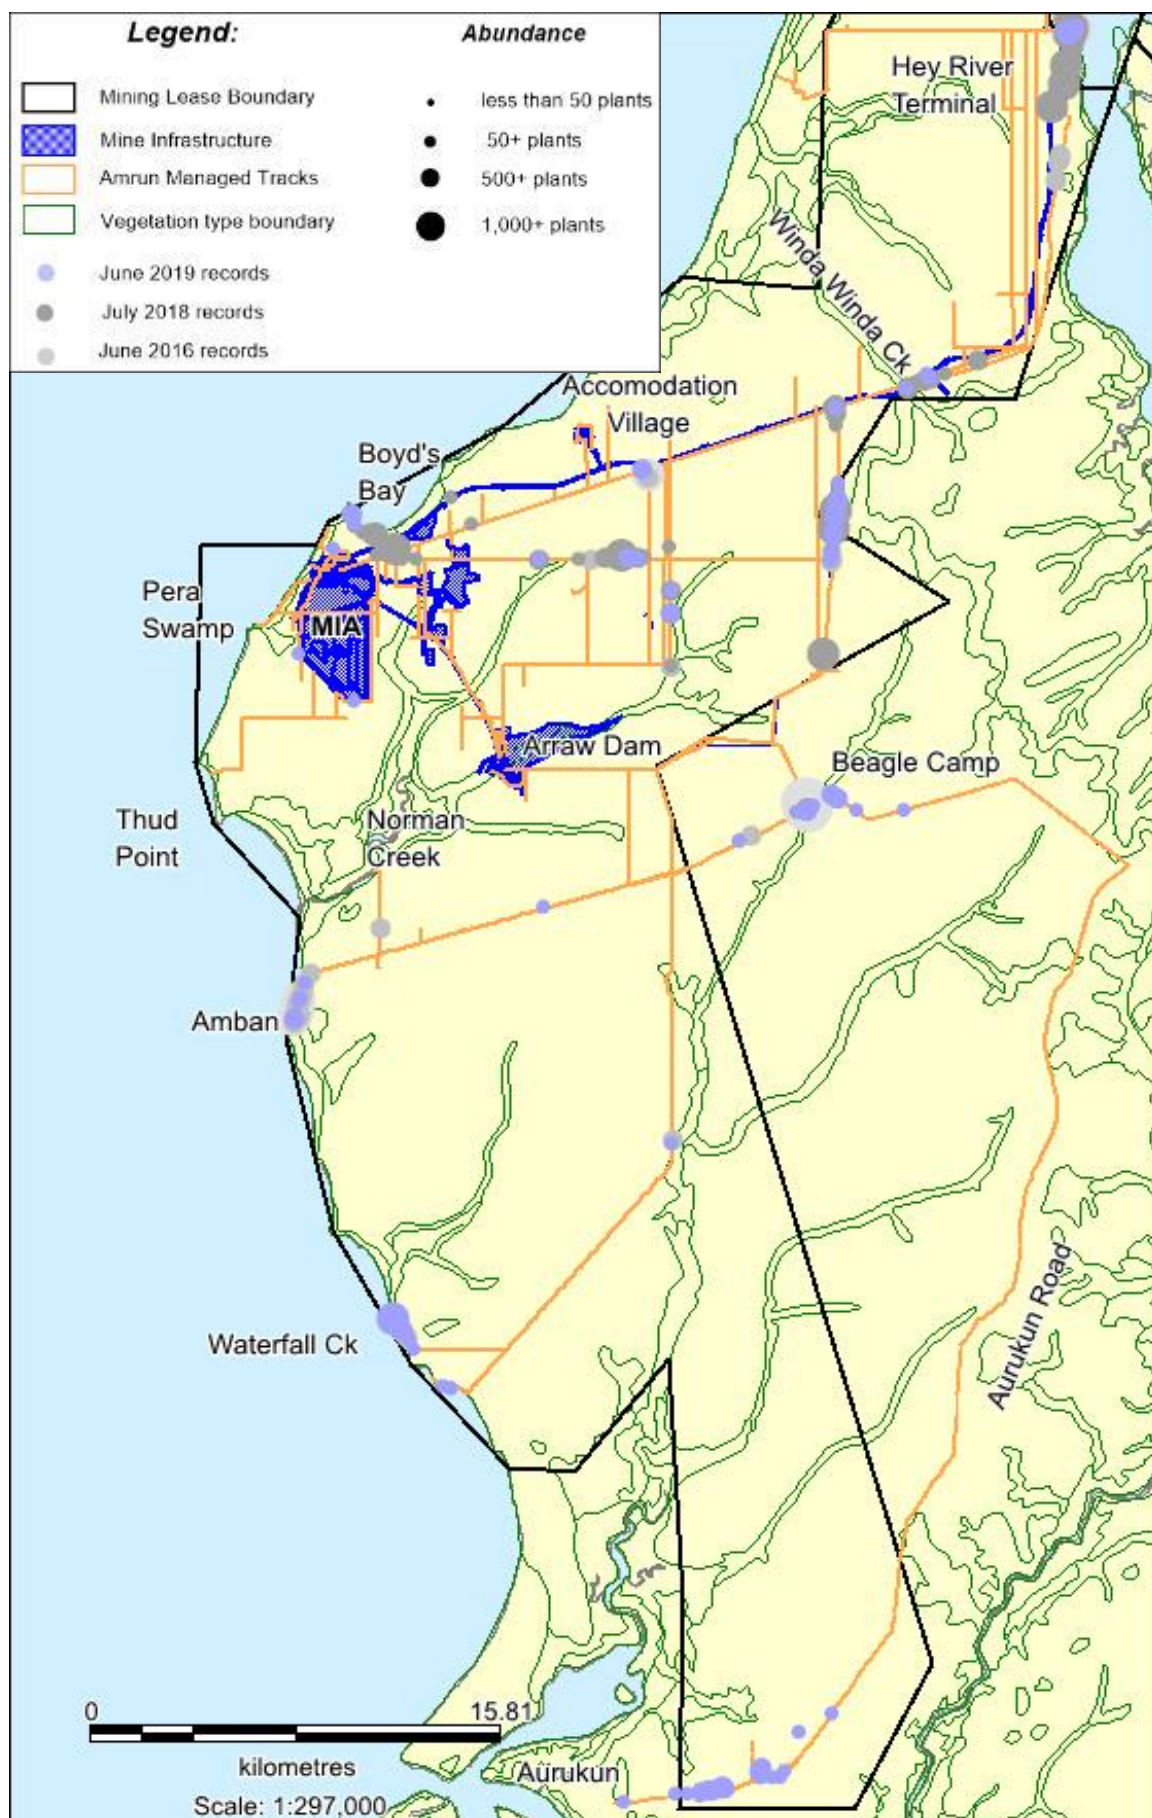 Legend:
Abundance
Mining Lease Boundary
less than 50 plants
Mine Infrastructure
50+ plants
Amrun Managed Tracks
500+ plants
Vegetation type boundary
1,000+ plants
June 2019 records
July 2018 records
June 2016 records
Hey River
Terminal
Winda Winda Ck
Accomodation
Village
Boyd's
Bay
Pera
Swamp
MIA
Arraw Dam
Beagle Camp
Thud
Point
Norman
Creek
Amban
Waterfall Ck
Aurukun Road
0
15.81
kilometres
Scale: 1:297,000
Aurukun